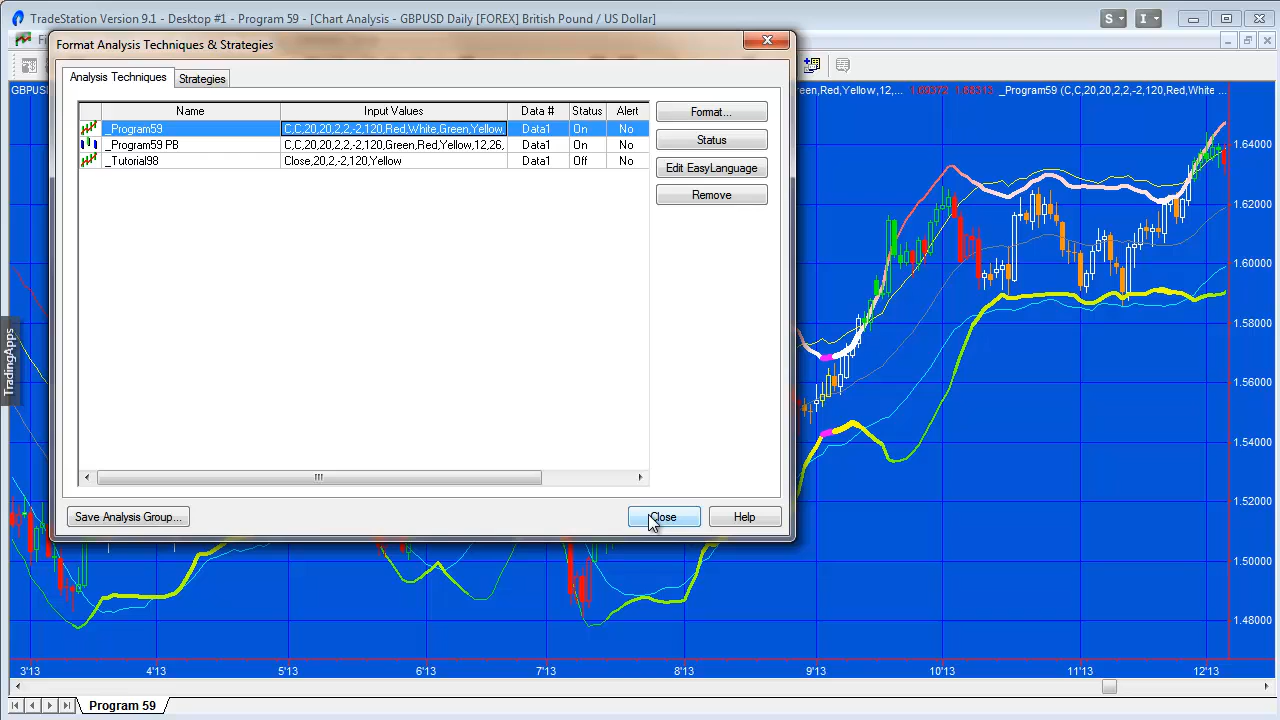 TradeStation Version 9.1 - Desktop #1 - Program 59 - [Chart Analysis - GBPUSD Daily [FOREX] British Pound / US Dollar]
S
I
Format Analysis Techniques & Strategies
Analysis Techniques
Strategies
GBPUSD
een,Red,Yellow,12,... 1.69372 1.68313 _Program59 (C,C,20,20,2,2,-2,120,Red,White ...
Name Input Values Data # Status Alert
_Program59 C,C,20,20,2,2,-2,120,Red,White,Green,Yellow, Data1 On No
_Program59 PB C,C,20,20,2,2,-2,120,Green,Red,Yellow,12,26, Data1 On No
_Tutorial98 Close,20,2,-2,120,Yellow Data1 Off No
Format...
Status
Edit EasyLanguage
Remove
Save Analysis Group...
Close
Help
TradingApps
1.64000
1.62000
1.60000
1.58000
1.56000
1.54000
1.52000
1.50000
1.48000
3'13 4'13 5'13 6'13 7'13 8'13 9'13 10'13 11'13 12'13
Program 59